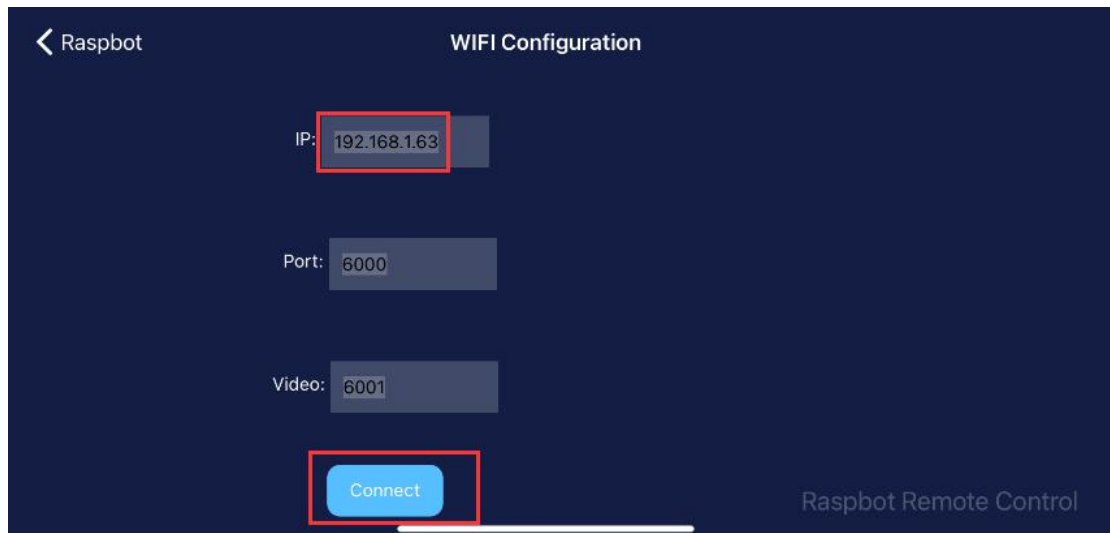 Raspbot
WIFI Configuration
IP: 192.168.1.63
Port: 6000
Video: 6001
Connect
Raspbot Remote Control